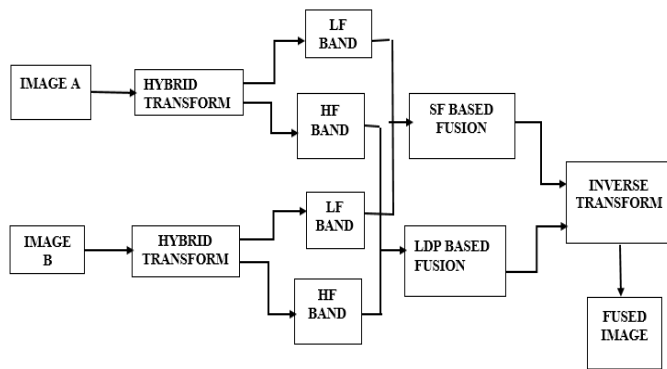 LF
BAND
IMAGE A
HYBRID
TRANSFORM
HF
BAND
SF BASED
FUSION
INVERSE
TRANSFORM
LF
BAND
IMAGE
B
HYBRID
TRANSFORM
LDP BASED
FUSION
HF
BAND
FUSED
IMAGE